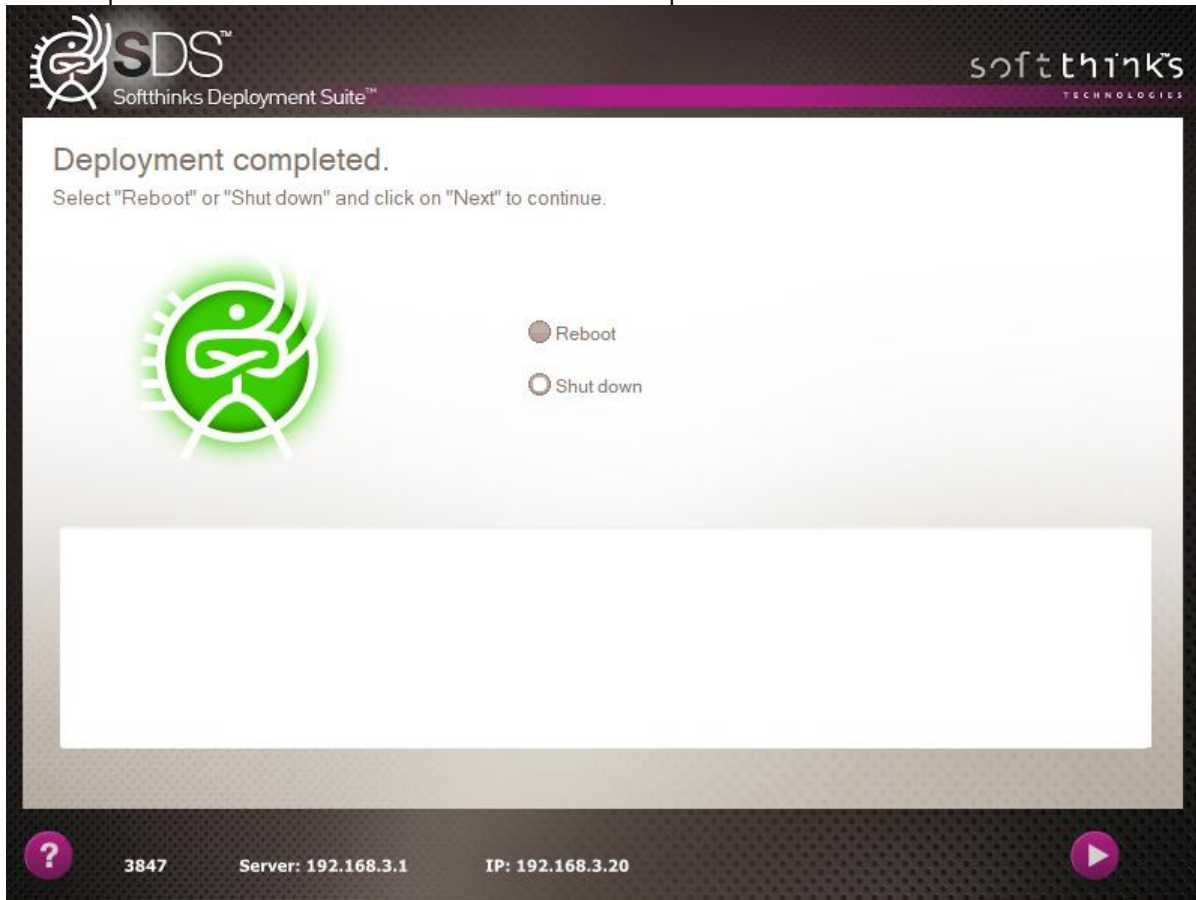 SDS™
Softthinks Deployment Suite™
softthinks™
TECHNOLOGIES
Deployment completed.
Select "Reboot" or "Shut down" and click on "Next" to continue.
Reboot
Shut down
? 3847 Server: 192.168.3.1 IP: 192.168.3.20